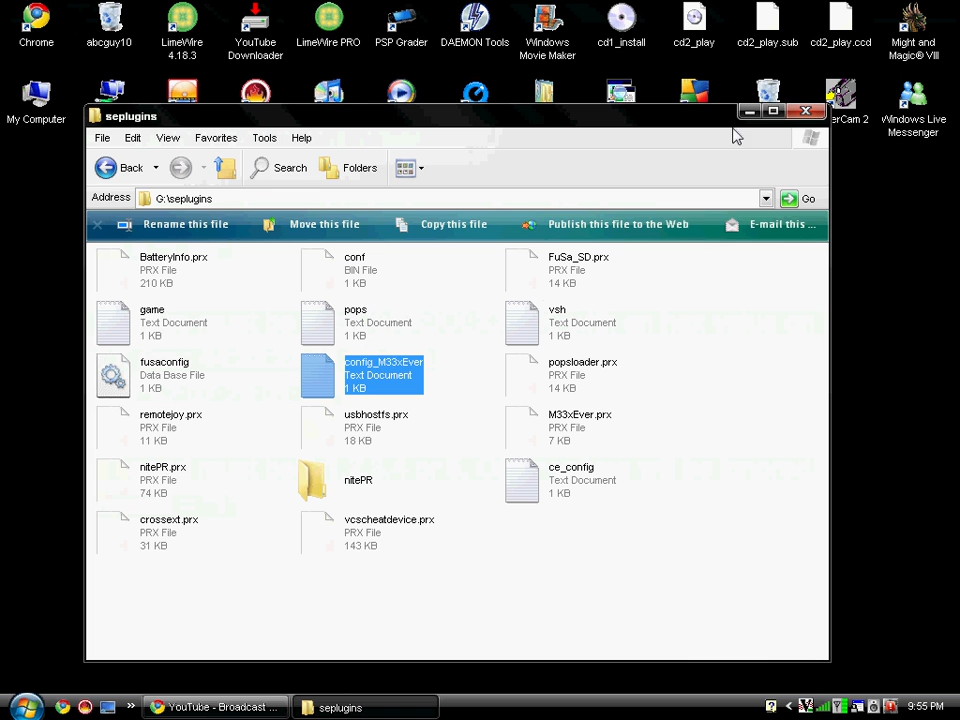 Chrome
abcguy10
LimeWire
4.18.3
YouTube
Downloader
LimeWire PRO
PSP Grader
DAEMON Tools
Windows
Movie Maker
cd1_install
cd2_play
cd2_play.sub
cd2_play.ccd
Might and
Magic® VIII
My Computer
erCam 2
Windows Live
Messenger
seplugins
File Edit View Favorites Tools Help
Back Search Folders
Address G:\seplugins Go
Rename this file Move this file Copy this file Publish this file to the Web E-mail this ...
BatteryInfo.prx
PRX File
210 KB
conf
BIN File
1 KB
FuSa_SD.prx
PRX File
14 KB
game
Text Document
1 KB
pops
Text Document
1 KB
vsh
Text Document
1 KB
fusaconfig
Data Base File
1 KB
config_M33xEver
Text Document
1 KB
popsloader.prx
PRX File
14 KB
remotejoy.prx
PRX File
11 KB
usbhostfs.prx
PRX File
18 KB
M33xEver.prx
PRX File
7 KB
nitePR.prx
PRX File
74 KB
nitePR
ce_config
Text Document
1 KB
crossext.prx
PRX File
31 KB
vcscheatdevice.prx
PRX File
143 KB
YouTube - Broadcast ... seplugins 9:55 PM